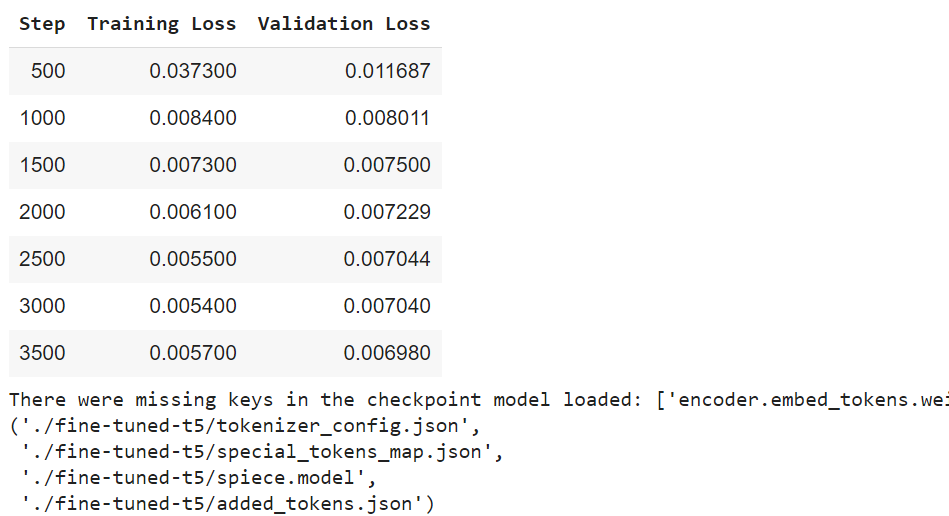 Step Training Loss Validation Loss
500 0.037300 0.011687
1000 0.008400 0.008011
1500 0.007300 0.007500
2000 0.006100 0.007229
2500 0.005500 0.007044
3000 0.005400 0.007040
3500 0.005700 0.006980
There were missing keys in the checkpoint model loaded: ['encoder.embed_tokens.wei
('./fine-tuned-t5/tokenizer_config.json',
'./fine-tuned-t5/special_tokens_map.json',
'./fine-tuned-t5/spiece.model',
'./fine-tuned-t5/added_tokens.json')